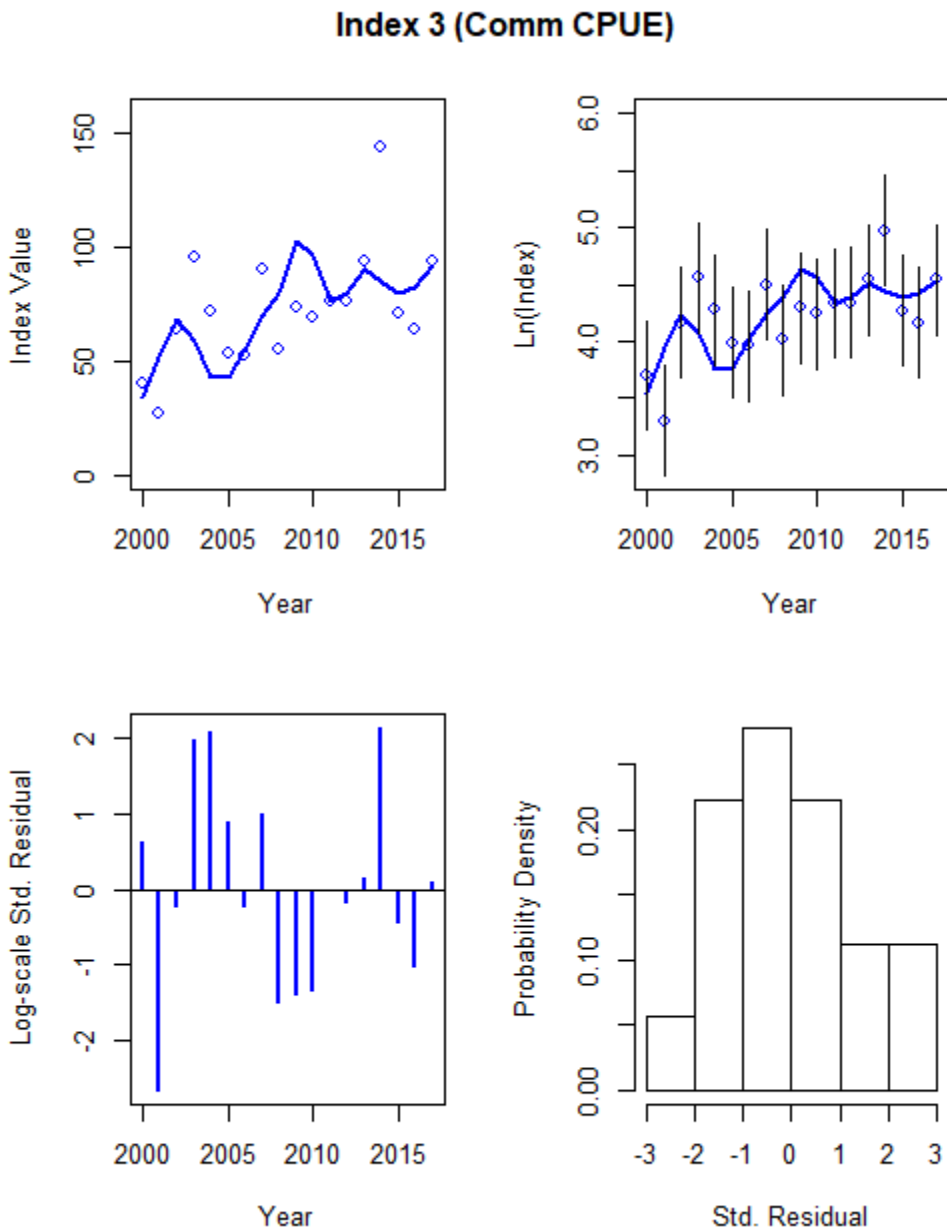 Index 3 (Comm CPUE)
Index Value
150
100
50
0
2000 2005 2010 2015
Year
Ln(Index)
6.0
5.0
4.0
3.0
2000 2005 2010 2015
Year
Log-scale Std. Residual
2
1
0
-1
-2
2000 2005 2010 2015
Year
Probability Density
0.20
0.10
0.00
-3 -2 -1 0 1 2 3
Std. Residual